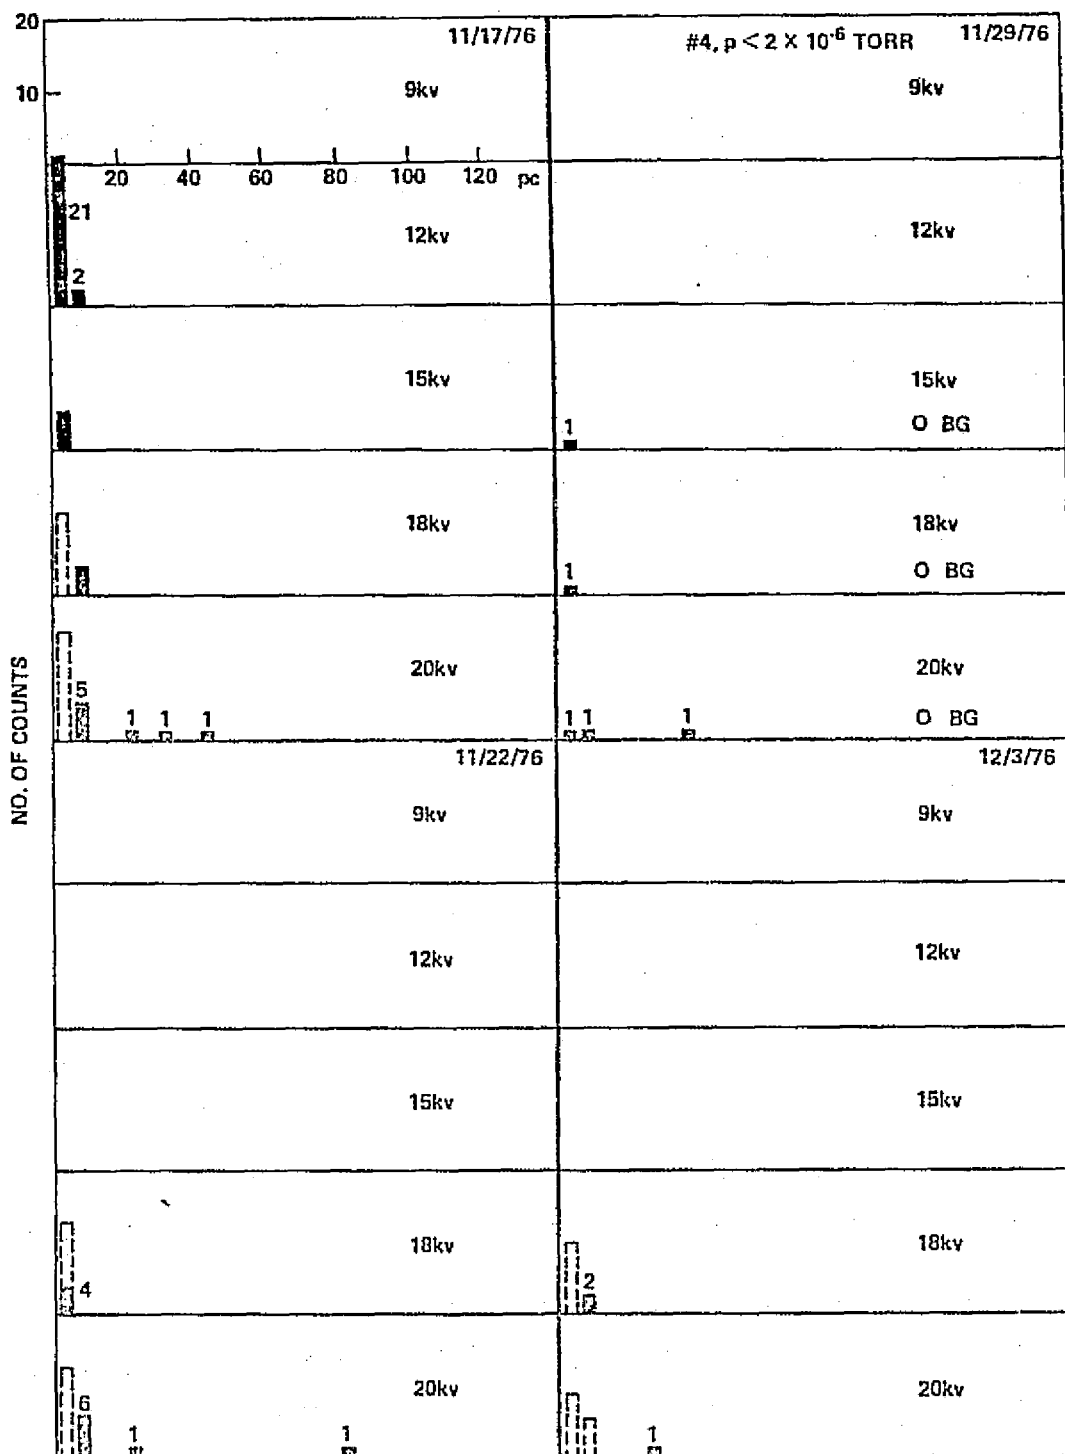 20
11/17/76
#4, p < 2 X 10⁻⁶ TORR
11/29/76
10
9kv
9kv
20 40 60 80 100 120 pc
21
12kv
12kv
2
15kv
15kv
1
O BG
18kv
18kv
1
O BG
20kv
20kv
5
1 1 1
1 1 1
O BG
NO. OF COUNTS
11/22/76
12/3/76
9kv
9kv
12kv
12kv
15kv
15kv
18kv
18kv
4
2
20kv
20kv
6
1 1
1